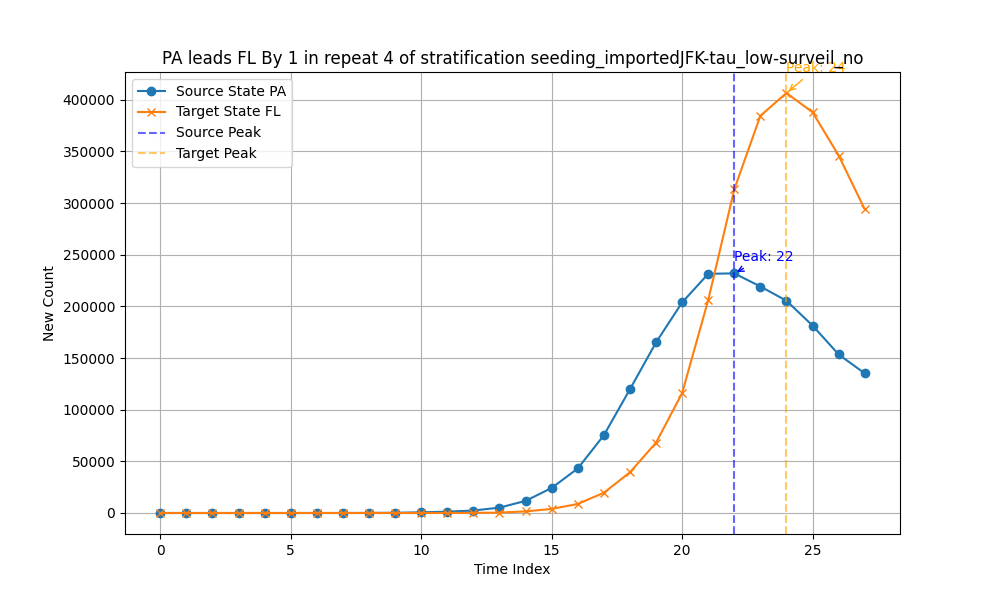 PA leads FL By 1 in repeat 4 of stratification seeding_importedJFK-tau_low-surveil_no
Peak: 24
Source State PA
Target State FL
Source Peak
Target Peak
Peak: 22
New Count
400000
350000
300000
250000
200000
150000
100000
50000
0
0 5 10 15 20 25
Time Index